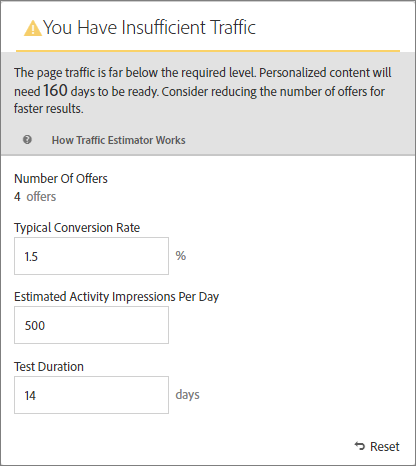 You Have Insufficient Traffic
The page traffic is far below the required level. Personalized content will
need 160 days to be ready. Consider reducing the number of offers for
faster results.
? How Traffic Estimator Works
Number Of Offers
4 offers
Typical Conversion Rate
1.5 %
Estimated Activity Impressions Per Day
500
Test Duration
14 days
Reset